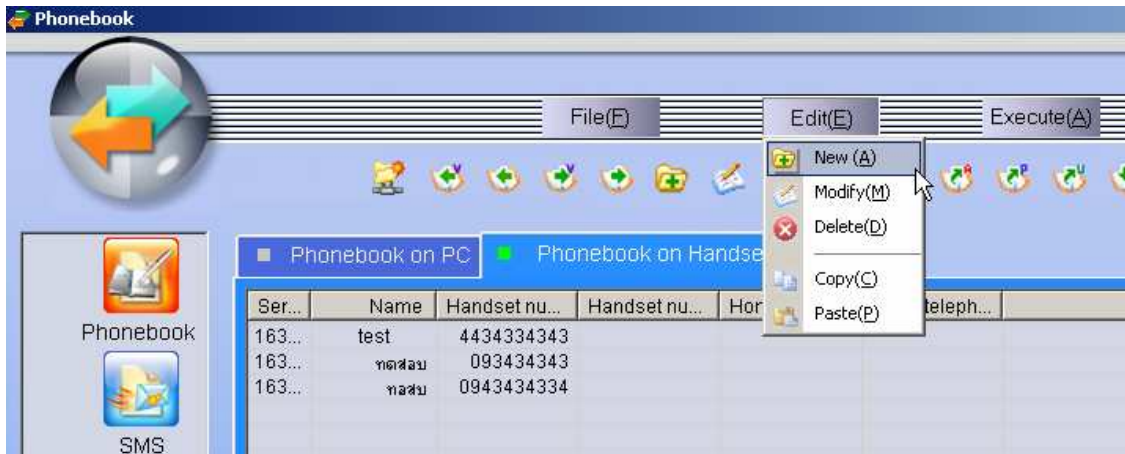 Phonebook
File(F) Edit(E) Execute(A)
New (A)
Modify(M)
Delete(D)
Copy(C)
Paste(P)
Phonebook on PC Phonebook on Handse
Ser... Name Handset nu... Handset nu... Hor teleph...
163... test 4434334343
163... ทดสอบ 093434343
163... ทอสบ 0943434334
Phonebook
SMS